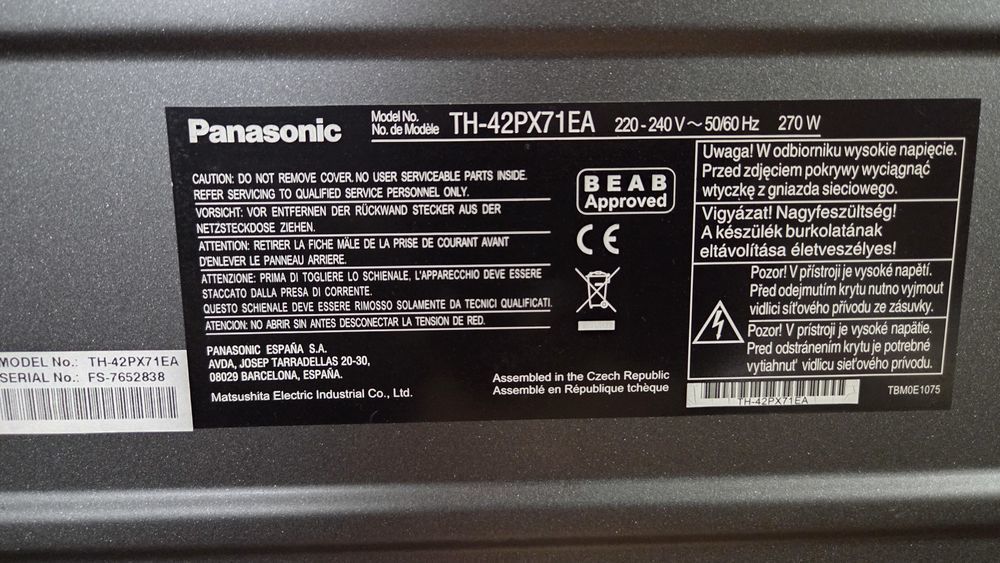 Panasonic
Model No.
No. de Modèle
TH-42PX71EA 220 - 240 V ~ 50/60 Hz 270 W
CAUTION: DO NOT REMOVE COVER. NO USER SERVICEABLE PARTS INSIDE.
REFER SERVICING TO QUALIFIED SERVICE PERSONNEL ONLY.
VORSICHT: VOR ENTFERNEN DER RÜCKWAND STECKER AUS DER
NETZSTECKDOSE ZIEHEN.
ATTENTION: RETIRER LA FICHE MÂLE DE LA PRISE DE COURANT AVANT
D'ENLEVER LE PANNEAU ARRIERE.
ATTENZIONE: PRIMA DI TOGLIERE LO SCHIENALE, L'APPARECCHIO DEVE ESSERE
STACCATO DALLA PRESA DI CORRENTE.
QUESTO SCHIENALE DEVE ESSERE RIMOSSO SOLAMENTE DA TECNICI QUALIFICATI.
ATENCION: NO ABRIR SIN ANTES DESCONECTAR LA TENSION DE RED.
PANASONIC ESPAÑA S.A.
AVDA, JOSEP TARRADELLAS 20-30,
08029 BARCELONA, ESPAÑA.
Matsushita Electric Industrial Co., Ltd.
BEAB
Approved
CE
Assembled in the Czech Republic
Assemblé en République tchèque
Uwaga! W odbiorniku wysokie napięcie.
Przed zdjęciem pokrywy wyciągnąć
wtyczkę z gniazda sieciowego.
Vigyázat! Nagyfeszültség!
A készülék burkolatának
eltávolítása életveszélyes!
Pozor! V přístroji je vysoké napětí.
Před odejmutím krytu nutno vyjmout
vidlici síťového přívodu ze zásuvky.
Pozor! V prístroji je vysoké napätie.
Pred odstránením krytu je potrebné
vytiahnuť vidlicu sieťového prívodu.
TH-42PX71EA
TBM0E1075
MODEL No.: TH-42PX71EA
SERIAL No.: FS-7652838